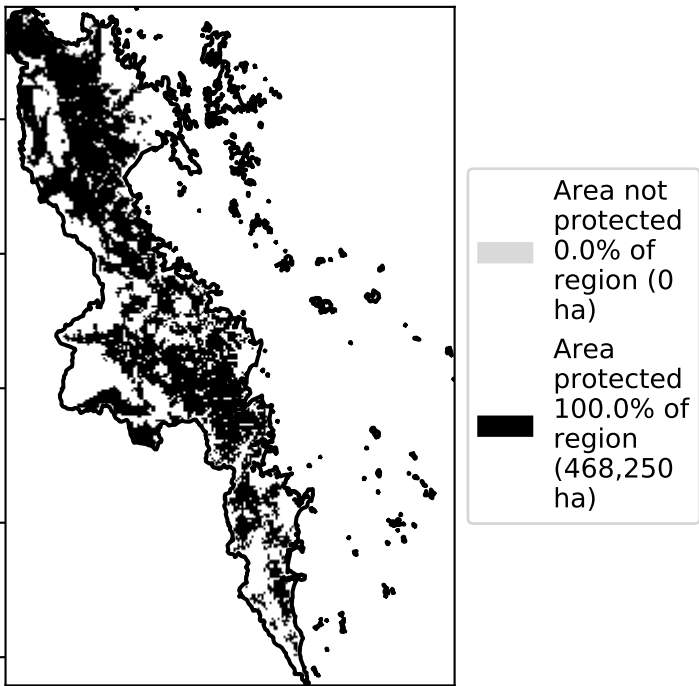 Area not
protected
0.0% of
region (0
ha)
Area
protected
100.0% of
region
(468,250
ha)